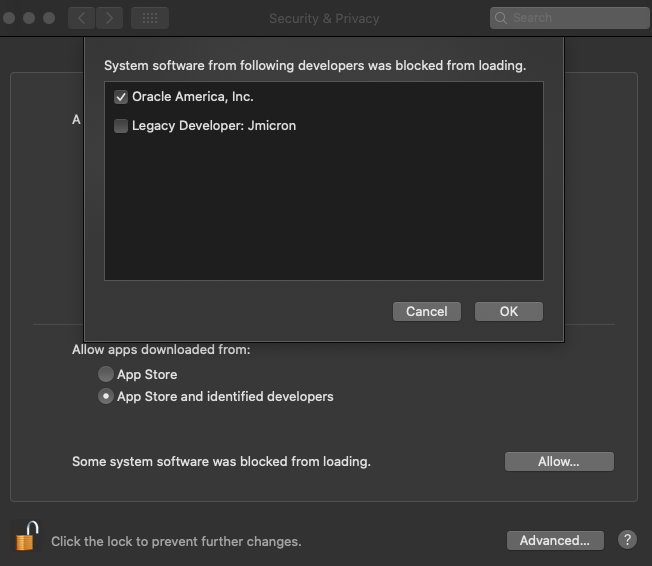 Security & Privacy
Search
System software from following developers was blocked from loading.
Oracle America, Inc.
Legacy Developer: Jmicron
A
Cancel
OK
Allow apps downloaded from:
App Store
App Store and identified developers
Some system software was blocked from loading.
Allow...
Click the lock to prevent further changes.
Advanced...
?